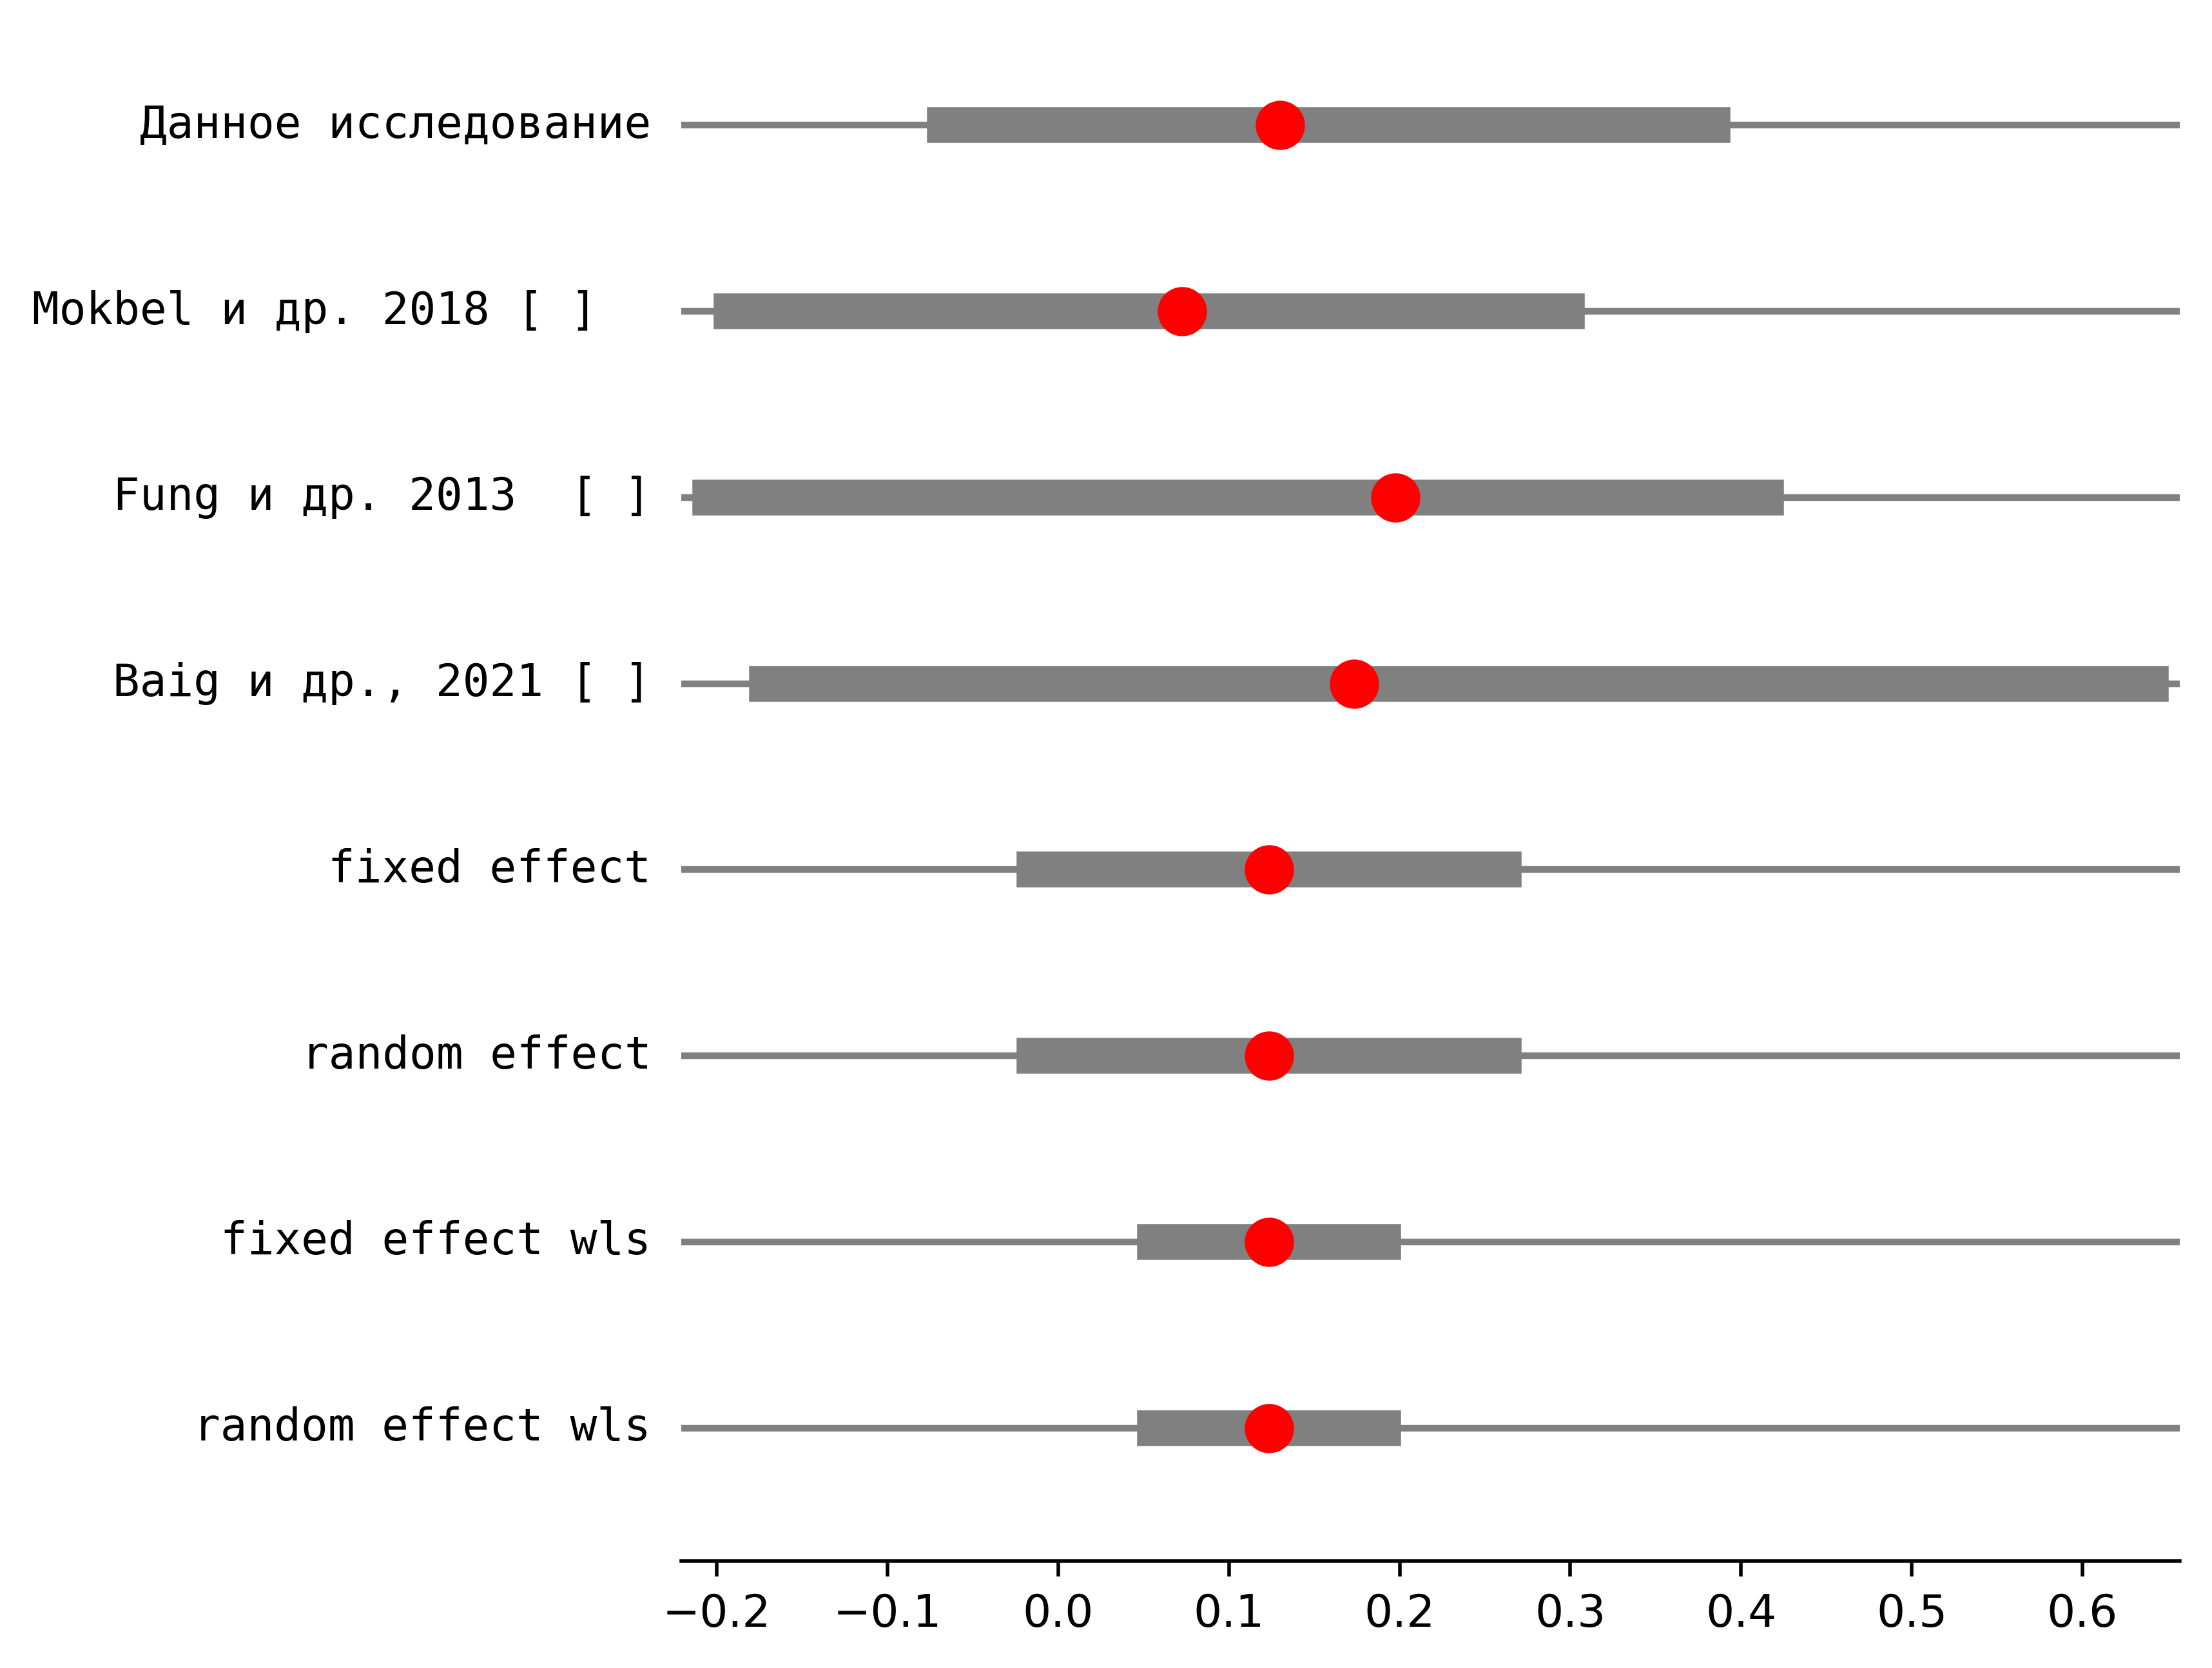 Данное исследование
Mokbel и др. 2018 [ ]
Fung и др. 2013  [ ]
Baig и др., 2021 [ ]
fixed effect
random effect
fixed effect wls
random effect wls
−0.2 −0.1 0.0 0.1 0.2 0.3 0.4 0.5 0.6